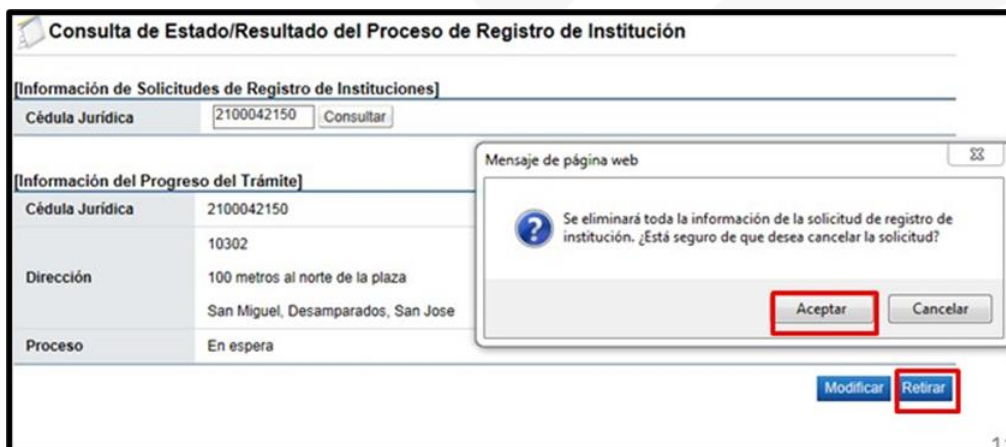 Consulta de Estado/Resultado del Proceso de Registro de Institución
[Información de Solicitudes de Registro de Instituciones]
Cédula Jurídica 2100042150 Consultar
[Información del Progreso del Trámite]
Cédula Jurídica 2100042150
Dirección
10302
100 metros al norte de la plaza
San Miguel, Desamparados, San Jose
Proceso En espera
Modificar Retirar
Mensaje de página web
Se eliminará toda la información de la solicitud de registro de
institución. ¿Está seguro de que desea cancelar la solicitud?
Aceptar Cancelar